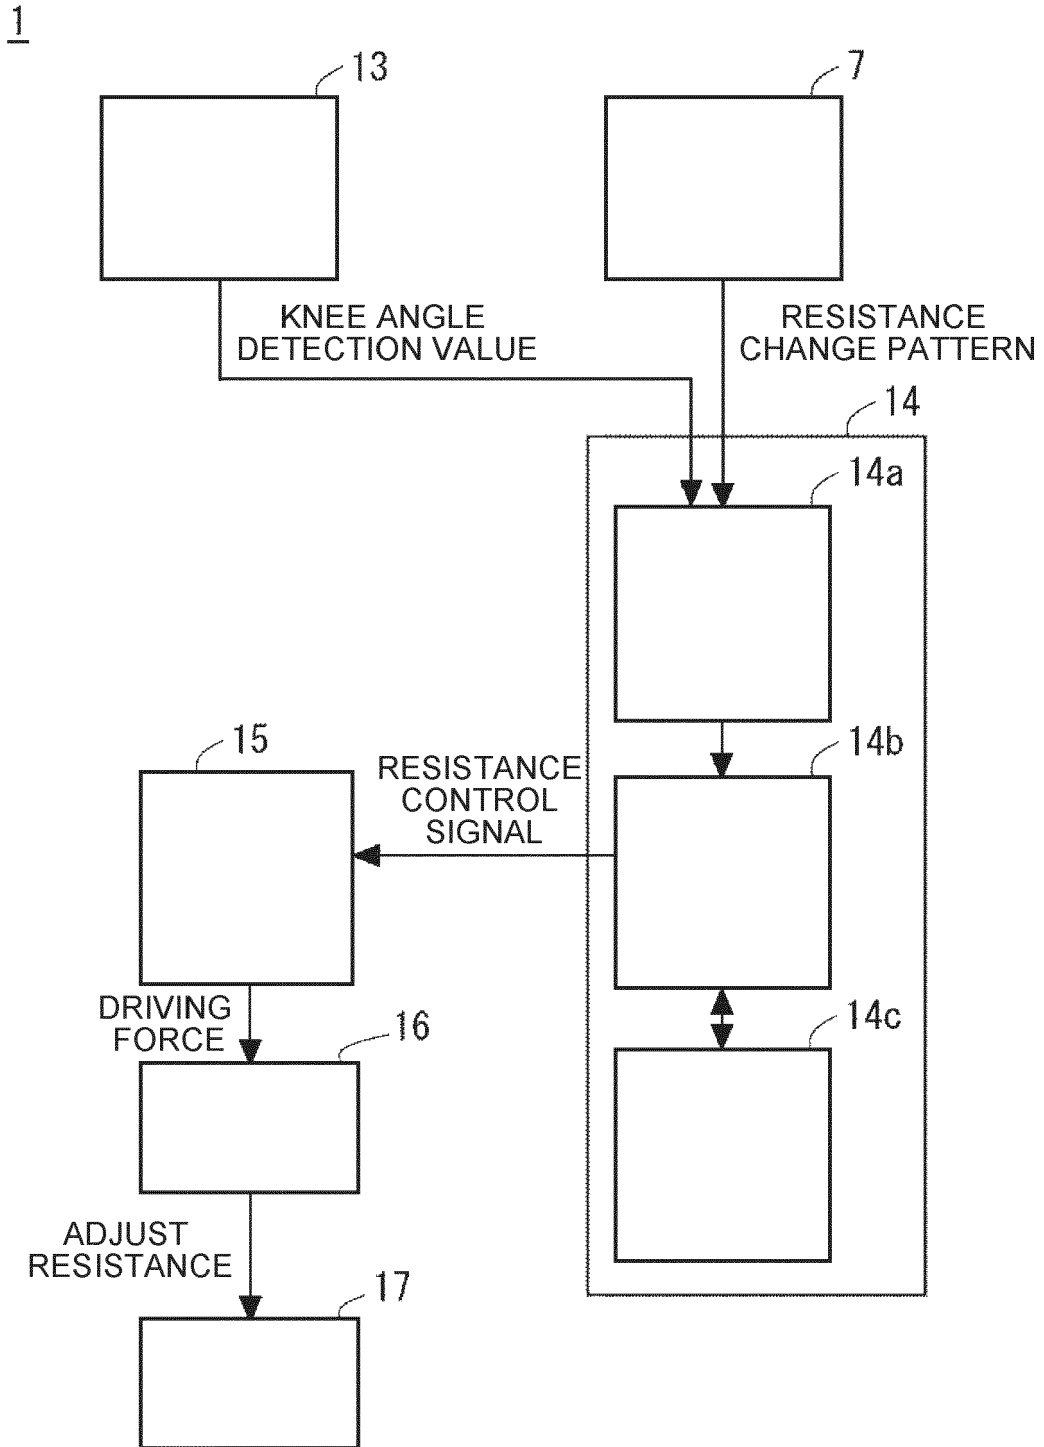 1
13
7
KNEE ANGLE
DETECTION VALUE
RESISTANCE
CHANGE PATTERN
14
14a
15
RESISTANCE
CONTROL
SIGNAL
14b
DRIVING
FORCE
16
14c
ADJUST
RESISTANCE
17